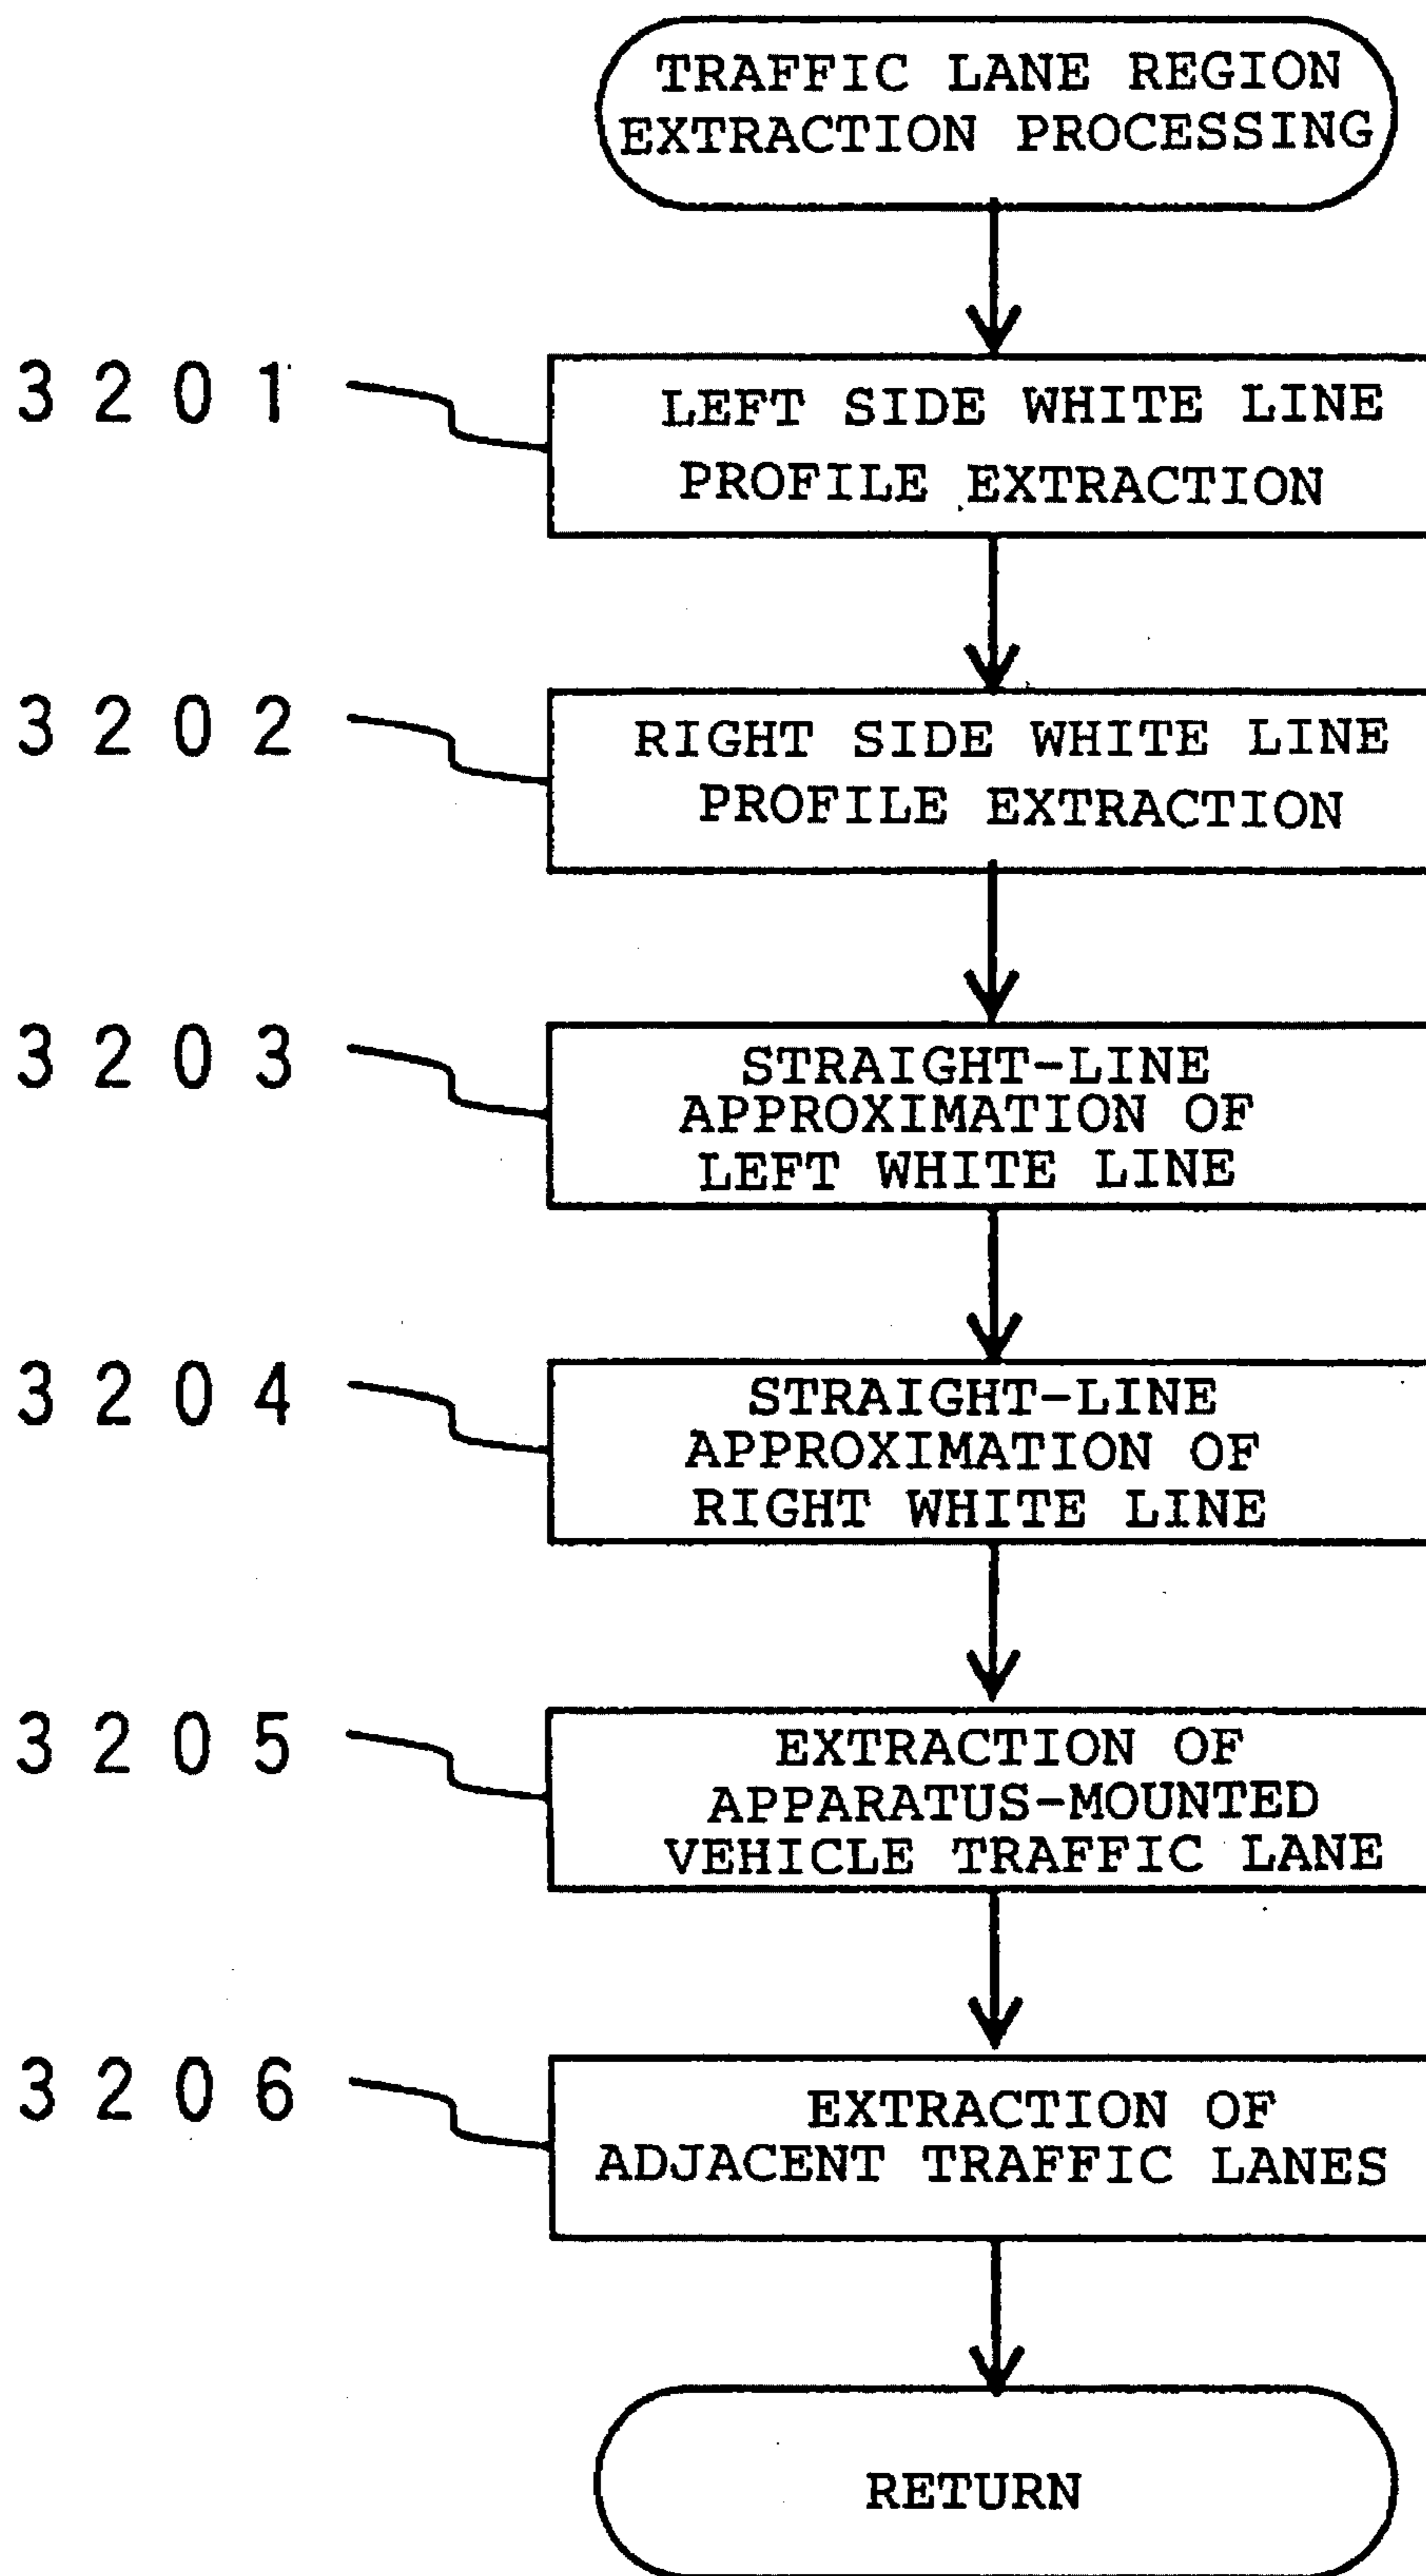 TRAFFIC LANE REGION
EXTRACTION PROCESSING
3201
LEFT SIDE WHITE LINE
PROFILE EXTRACTION
3202
RIGHT SIDE WHITE LINE
PROFILE EXTRACTION
3203
STRAIGHT-LINE
APPROXIMATION OF
LEFT WHITE LINE
3204
STRAIGHT-LINE
APPROXIMATION OF
RIGHT WHITE LINE
3205
EXTRACTION OF
APPARATUS-MOUNTED
VEHICLE TRAFFIC LANE
3206
EXTRACTION OF
ADJACENT TRAFFIC LANES
RETURN